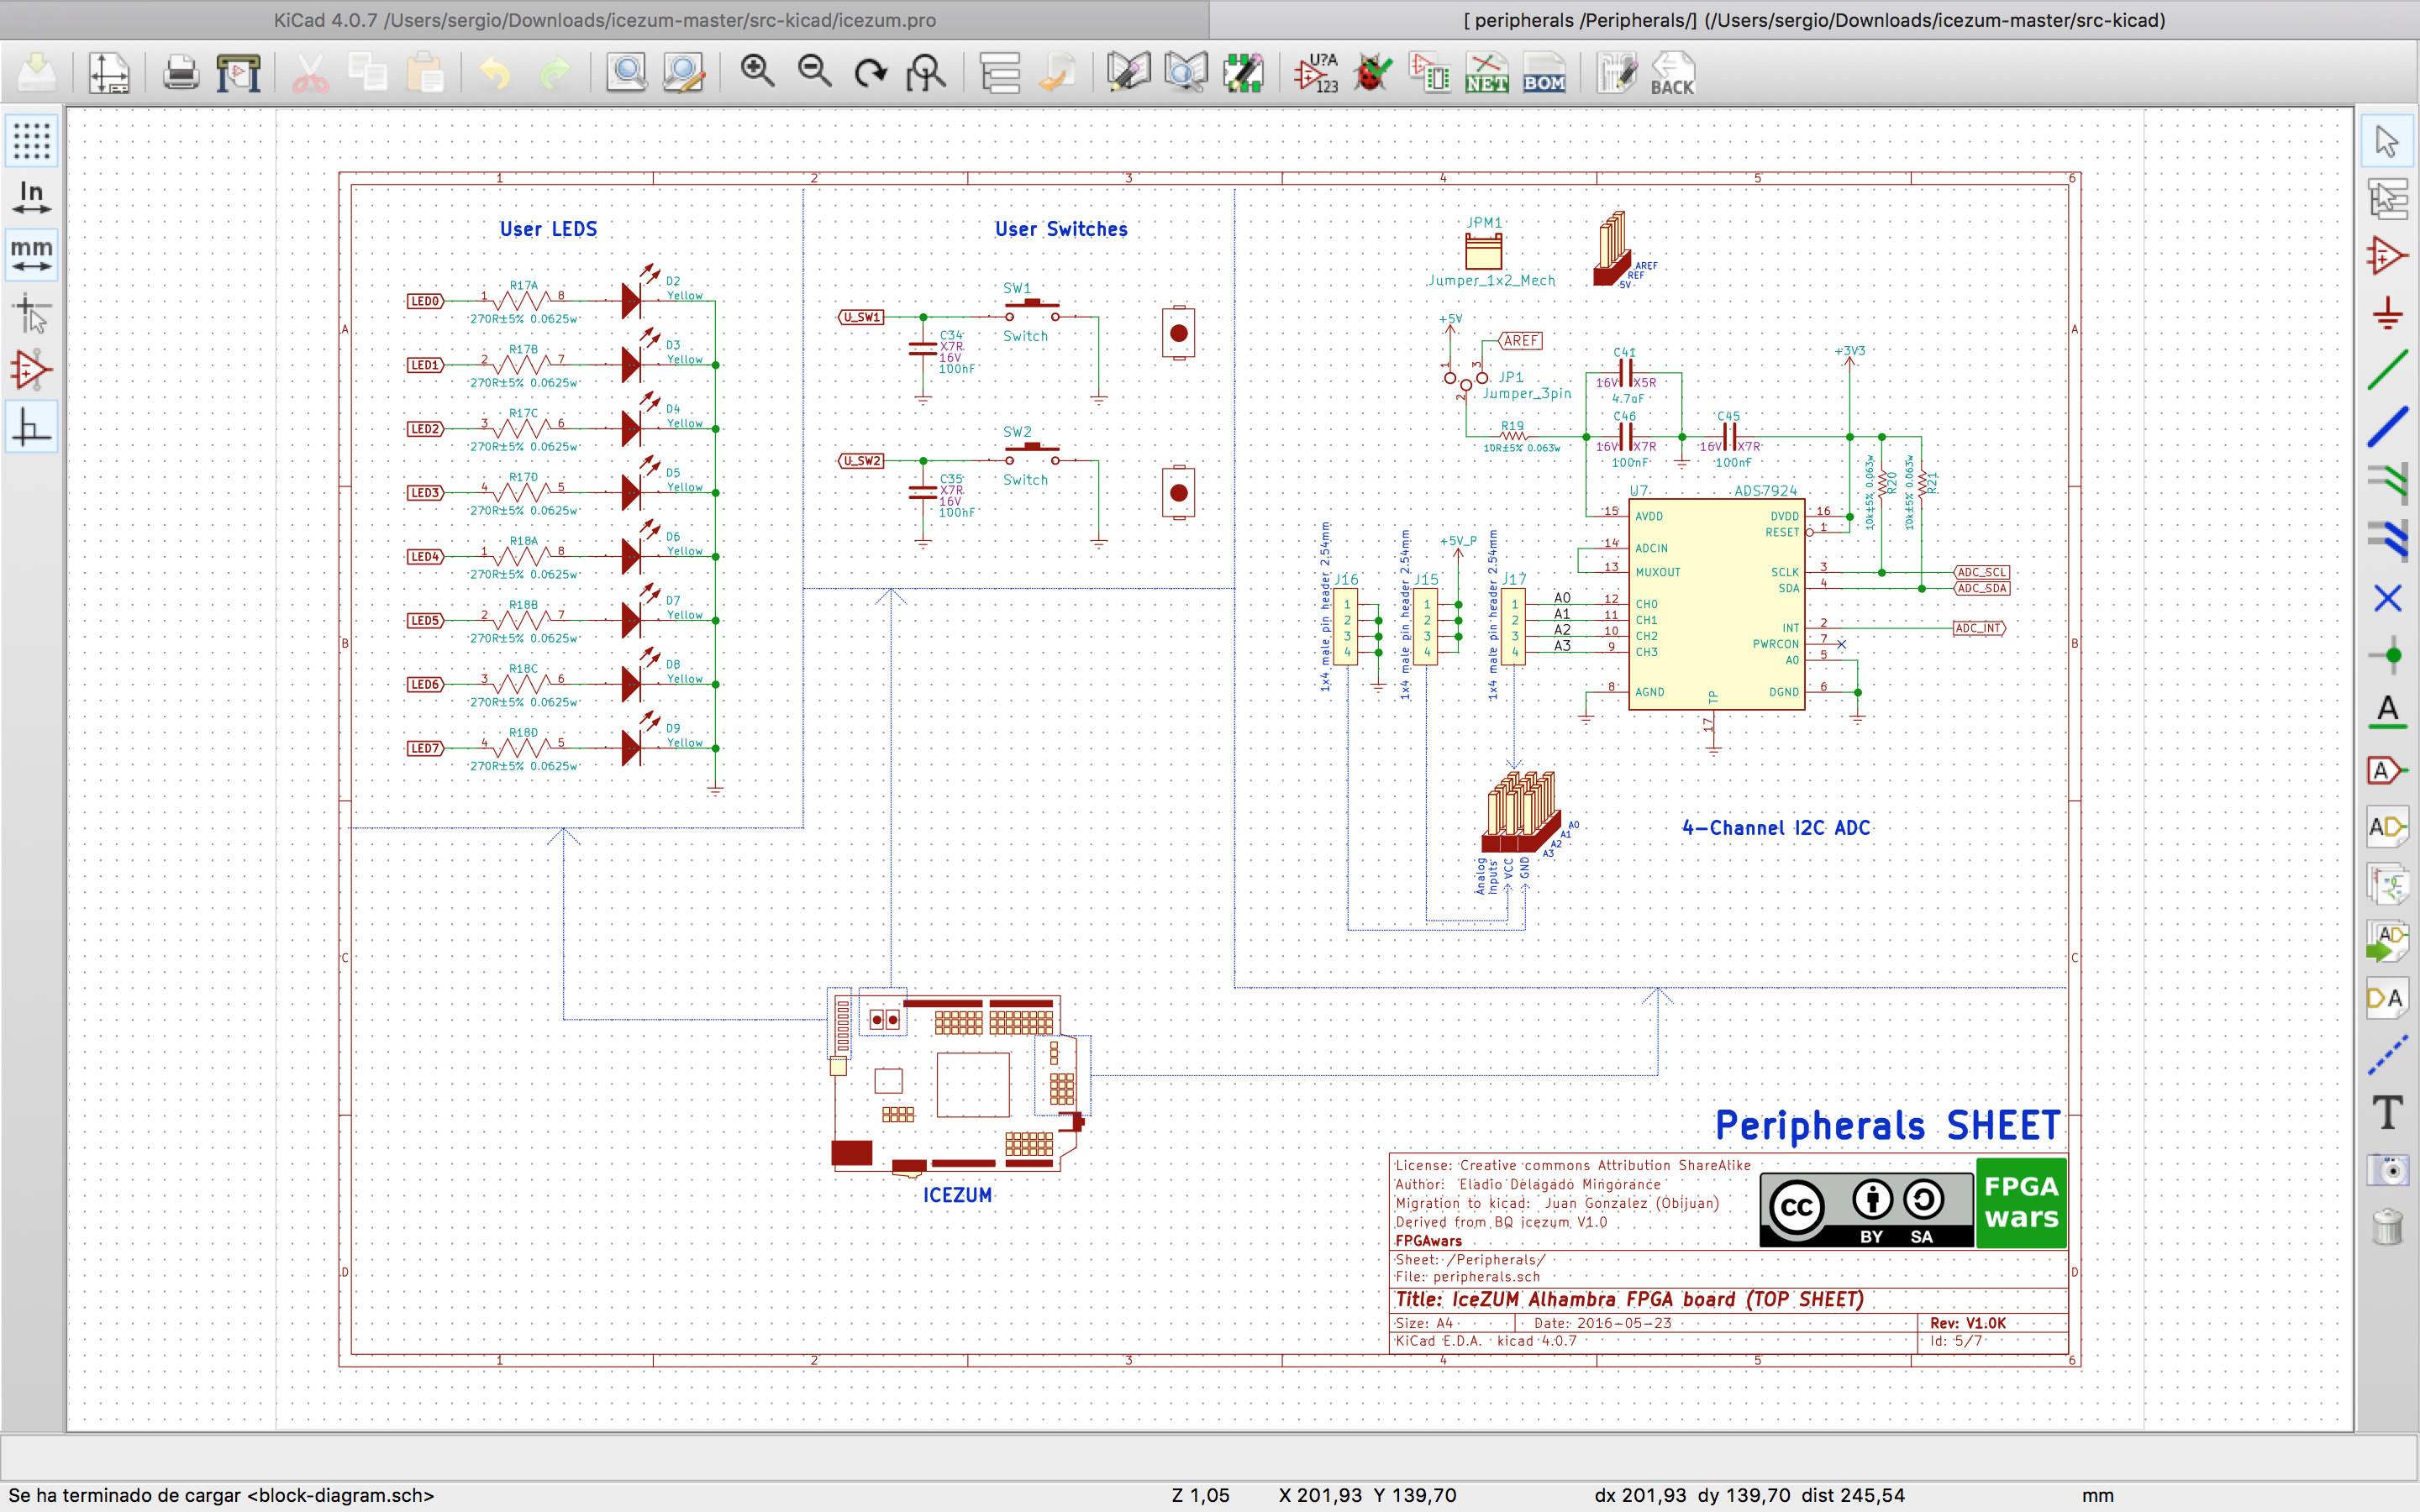 KiCad 4.0.7 /Users/sergio/Downloads/icezum-master/src-kicad/icezum.pro
[ peripherals /Peripherals/] (/Users/sergio/Downloads/icezum-master/src-kicad)
U?A
123
NET
BOM
BACK
In
mm
1 2 3 4 5 6
A
B
C
D
User LEDS
LED0 1 R17A 8 D2 Yellow
270R±5% 0.0625w
LED1 2 R17B 7 D3 Yellow
270R±5% 0.0625w
LED2 3 R17C 6 D4 Yellow
270R±5% 0.0625w
LED3 4 R17D 5 D5 Yellow
270R±5% 0.0625w
LED4 1 R18A 8 D6 Yellow
270R±5% 0.0625w
LED5 2 R18B 7 D7 Yellow
270R±5% 0.0625w
LED6 3 R18C 6 D8 Yellow
270R±5% 0.0625w
LED7 4 R18D 5 D9 Yellow
270R±5% 0.0625w
User Switches
SW1
U_SW1
Switch
C34
X7R
16V
100nF
SW2
U_SW2
Switch
C35
X7R
16V
100nF
JPM1
Jumper_1x2_Mech
AREF
REF
5V
+5V
AREF
1
3
2
JP1
Jumper_3pin
R19
10R±5% 0.063w
C41
16V X5R
C46
16V X7R
100nF
C45
16V X7R
100nF
+3V3
10k±5% 0.063w
R20
10k±5% 0.063w
R21
U7
ADS7924
15 AVDD
14 ADCIN
13 MUXOUT
A0 12 CH0
A1 11 CH1
A2 10 CH2
A3 9 CH3
8 AGND
TP
17
DVDD 16
RESET 1
SCLK 3
SDA 4
INT 2
PWRCON 7
A0 5
DGND 6
ADC_SCL
ADC_SDA
ADC_INT
1x4 male pin header 2.54mm
J16
1
2
3
4
1x4 male pin header 2.54mm
J15
+5V_P
1
2
3
4
1x4 male pin header 2.54mm
J17
1
2
3
4
A0
A1
A2
A3
Analog
Inputs
VCC
GND
4-Channel I2C ADC
ICEZUM
Peripherals SHEET
License: Creative commons Attribution ShareAlike
Author: Eladio Delagado Mingorance
Migration to kicad: Juan Gonzalez (Obijuan)
Derived from BQ icezum V1.0
FPGAwars
cc
BY SA
FPGA
wars
Sheet: /Peripherals/
File: peripherals.sch
Title: IceZUM Alhambra FPGA board (TOP SHEET)
Size: A4 Date: 2016-05-23 Rev: V1.0K
KiCad E.D.A. kicad 4.0.7 Id: 5/7
1 2 3 4 5 6
Se ha terminado de cargar <block-diagram.sch>
Z 1,05 X 201,93 Y 139,70 dx 201,93 dy 139,70 dist 245,54 mm